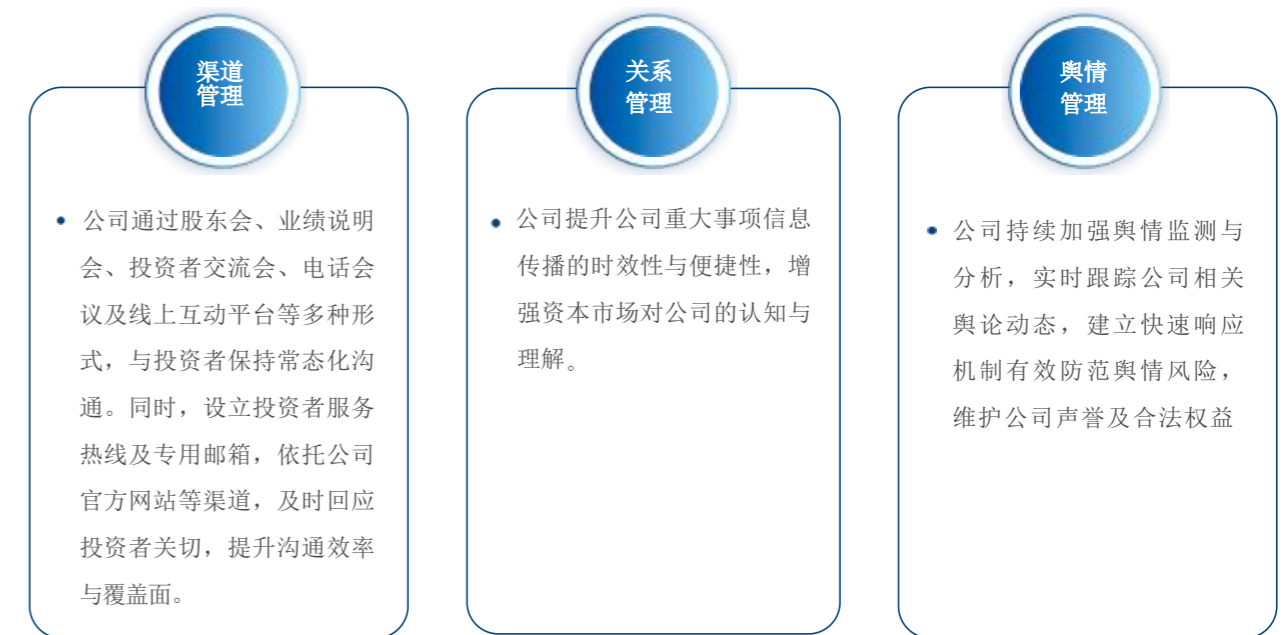 渠道
管理
公司通过股东会、业绩说明
会、投资者交流会、电话会
议及线上互动平台等多种形
式，与投资者保持常态化沟
通。同时，设立投资者服务
热线及专用邮箱，依托公司
官方网站等渠道，及时回应
投资者关切，提升沟通效率
与覆盖面。
关系
管理
公司提升公司重大事项信息
传播的时效性与便捷性，增
强资本市场对公司的认知与
理解。
舆情
管理
公司持续加强舆情监测与
分析，实时跟踪公司相关
舆论动态，建立快速响应
机制有效防范舆情风险，
维护公司声誉及合法权益